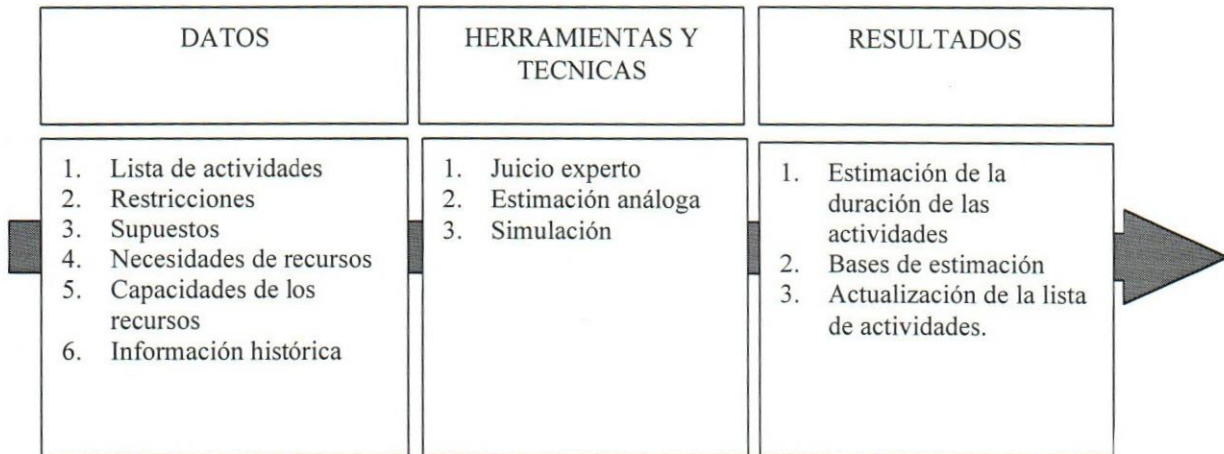 DATOS
HERRAMIENTAS Y
TECNICAS
RESULTADOS
1. Lista de actividades
2. Restricciones
3. Supuestos
4. Necesidades de recursos
5. Capacidades de los
recursos
6. Información histórica
1. Juicio experto
2. Estimación análoga
3. Simulación
1. Estimación de la
duración de las
actividades
2. Bases de estimación
3. Actualización de la lista
de actividades.